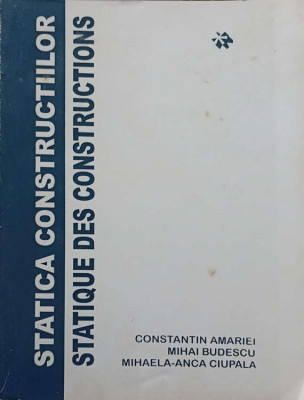 STATICA CONSTRUCTIILOR
STATIQUE DES CONSTRUCTIONS
CONSTANTIN AMARIEI
MIHAI BUDESCU
MIHAELA-ANCA CIUPALA